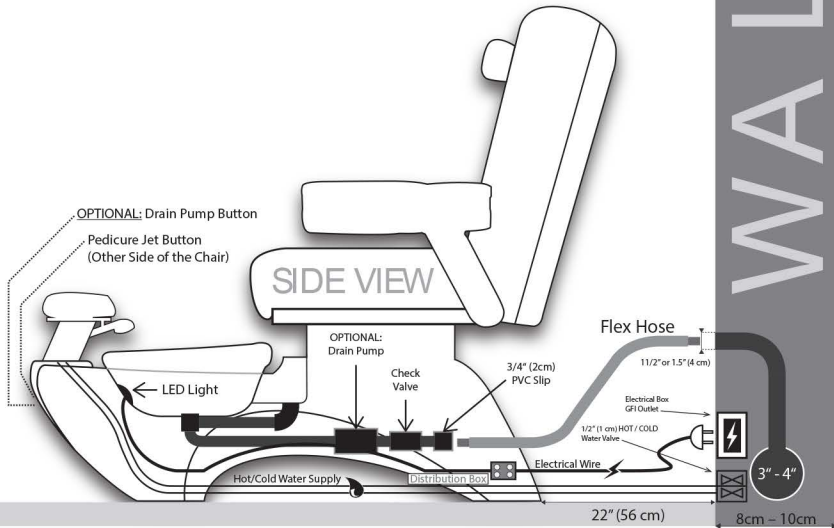 WAL
OPTIONAL: Drain Pump Button
Pedicure Jet Button
(Other Side of the Chair)
SIDE VIEW
OPTIONAL:
Drain Pump
Check
Valve
3/4" (2cm)
PVC Slip
Flex Hose
11/2" or 1.5" (4 cm)
LED Light
Electrical Box
GFI Outlet
1/2" (1 cm) HOT / COLD
Water Valve
Hot/Cold Water Supply
Distribution Box
Electrical Wire
3" - 4"
22" (56 cm)
8cm – 10cm